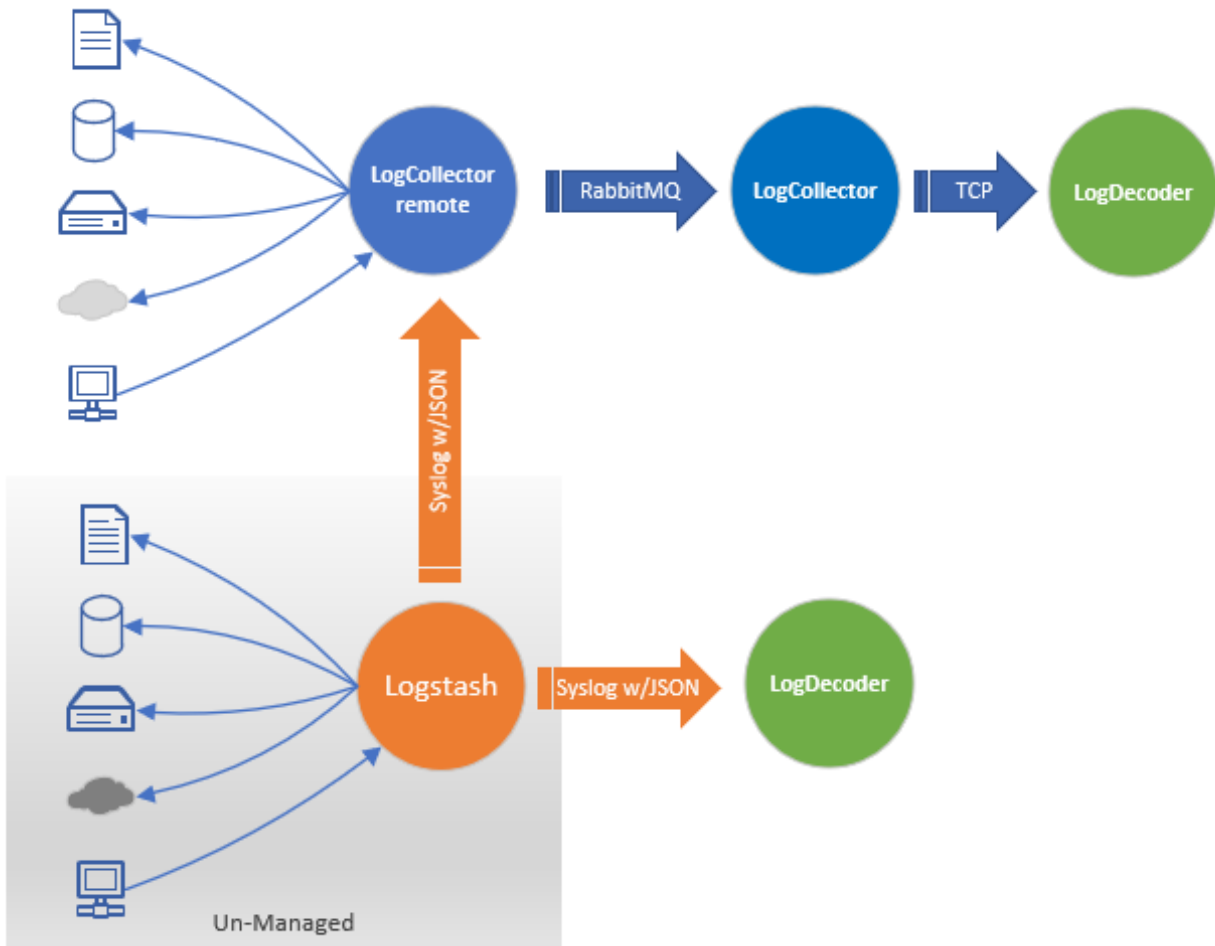 LogCollector
remote
RabbitMQ
LogCollector
TCP
LogDecoder
Syslog w/JSON
Logstash
Syslog w/JSON
LogDecoder
Un-Managed